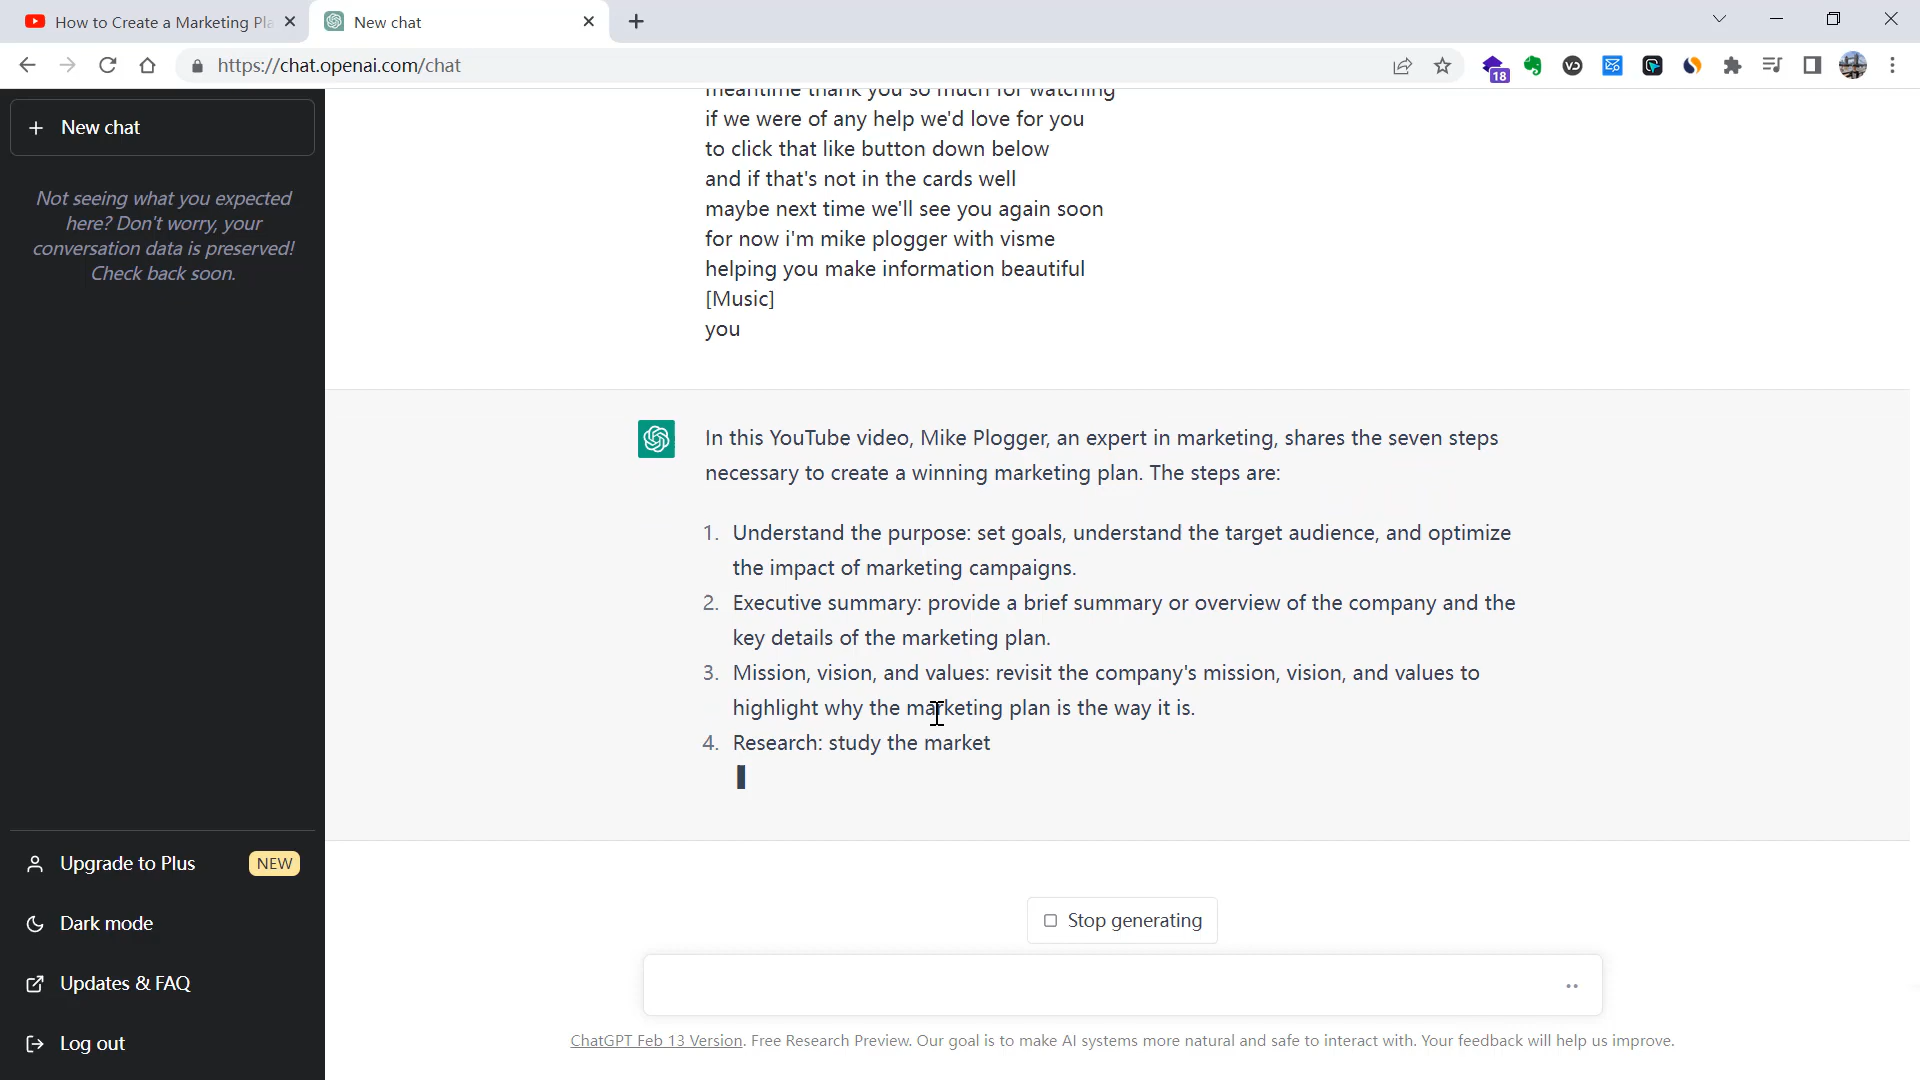 How to Create a Marketing Pla
New chat
https://chat.openai.com/chat
18
New chat
Not seeing what you expected
here? Don't worry, your
conversation data is preserved!
Check back soon.
meantime thank you so much for watching
if we were of any help we'd love for you
to click that like button down below
and if that's not in the cards well
maybe next time we'll see you again soon
for now i'm mike plogger with visme
helping you make information beautiful
[Music]
you
In this YouTube video, Mike Plogger, an expert in marketing, shares the seven steps
necessary to create a winning marketing plan. The steps are:
1. Understand the purpose: set goals, understand the target audience, and optimize
the impact of marketing campaigns.
2. Executive summary: provide a brief summary or overview of the company and the
key details of the marketing plan.
3. Mission, vision, and values: revisit the company's mission, vision, and values to
highlight why the marketing plan is the way it is.
4. Research: study the market
Upgrade to Plus NEW
Dark mode
Updates & FAQ
Log out
Stop generating
ChatGPT Feb 13 Version. Free Research Preview. Our goal is to make AI systems more natural and safe to interact with. Your feedback will help us improve.